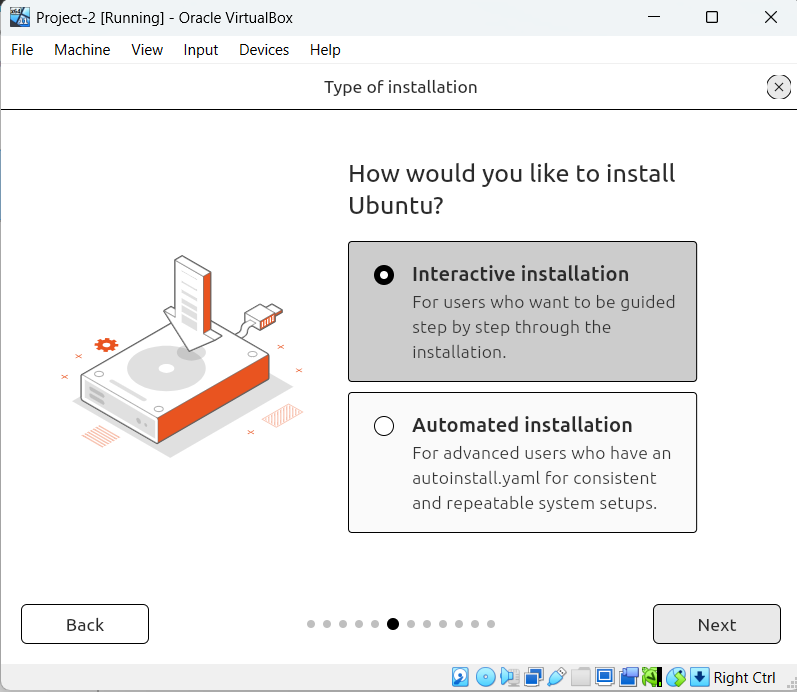 Project-2 [Running] - Oracle VirtualBox
File Machine View Input Devices Help
Type of installation
How would you like to install
Ubuntu?
Interactive installation
For users who want to be guided
step by step through the
installation.
Automated installation
For advanced users who have an
autoinstall.yaml for consistent
and repeatable system setups.
Back
Next
Right Ctrl